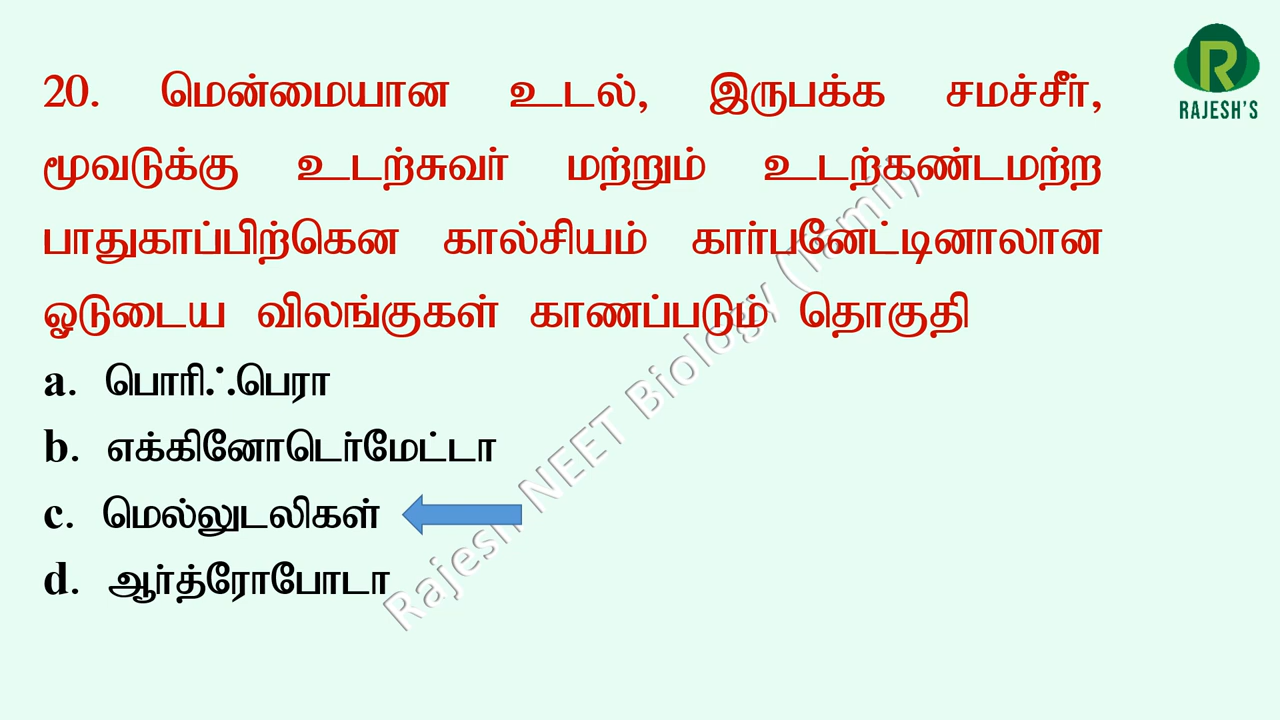 R
RAJESH'S
20. மென்மையான உடல், இருபக்க சமச்சீர்,
மூவடுக்கு உடற்சுவர் மற்றும் உடற்கண்டமற்ற
பாதுகாப்பிற்கென கால்சியம் கார்பனேட்டினாலான
ஓடுடைய விலங்குகள் காணப்படும் தொகுதி
a. பொரிஃபெரா
b. எக்கினோடெர்மேட்டா
c. மெல்லுடலிகள்
d. ஆர்த்ரோபோடா
Rajesh NEET Biology (Tamil)